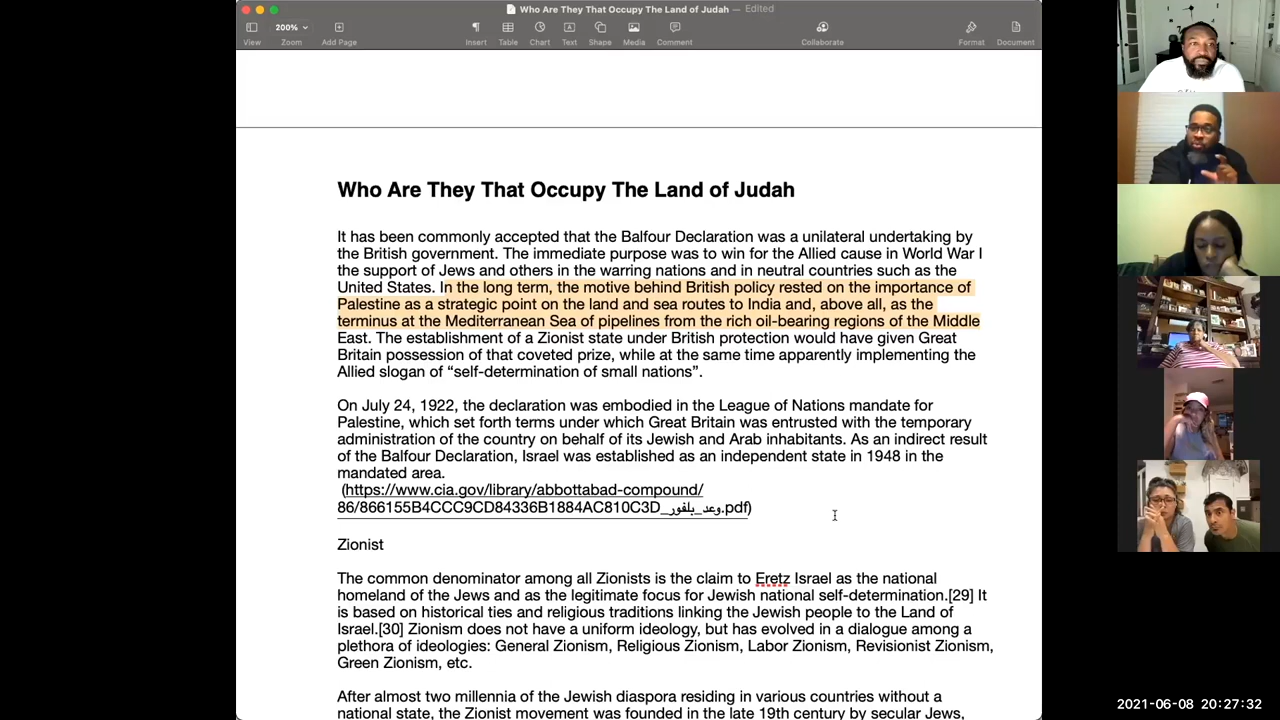 Who Are They That Occupy The Land of Judah — Edited
200%
View Zoom Add Page Insert Table Chart Text Shape Media Comment Collaborate Format Document
Who Are They That Occupy The Land of Judah
It has been commonly accepted that the Balfour Declaration was a unilateral undertaking by
the British government. The immediate purpose was to win for the Allied cause in World War I
the support of Jews and others in the warring nations and in neutral countries such as the
United States. In the long term, the motive behind British policy rested on the importance of
Palestine as a strategic point on the land and sea routes to India and, above all, as the
terminus at the Mediterranean Sea of pipelines from the rich oil-bearing regions of the Middle
East. The establishment of a Zionist state under British protection would have given Great
Britain possession of that coveted prize, while at the same time apparently implementing the
Allied slogan of “self-determination of small nations”.
On July 24, 1922, the declaration was embodied in the League of Nations mandate for
Palestine, which set forth terms under which Great Britain was entrusted with the temporary
administration of the country on behalf of its Jewish and Arab inhabitants. As an indirect result
of the Balfour Declaration, Israel was established as an independent state in 1948 in the
mandated area.
(https://www.cia.gov/library/abbottabad-compound/
86/866155B4CCC9CD84336B1884AC810C3D_وعد_بلفور.pdf)
Zionist
The common denominator among all Zionists is the claim to Eretz Israel as the national
homeland of the Jews and as the legitimate focus for Jewish national self-determination.[29] It
is based on historical ties and religious traditions linking the Jewish people to the Land of
Israel.[30] Zionism does not have a uniform ideology, but has evolved in a dialogue among a
plethora of ideologies: General Zionism, Religious Zionism, Labor Zionism, Revisionist Zionism,
Green Zionism, etc.
After almost two millennia of the Jewish diaspora residing in various countries without a
national state, the Zionist movement was founded in the late 19th century by secular Jews,
2021-06-08 20:27:32